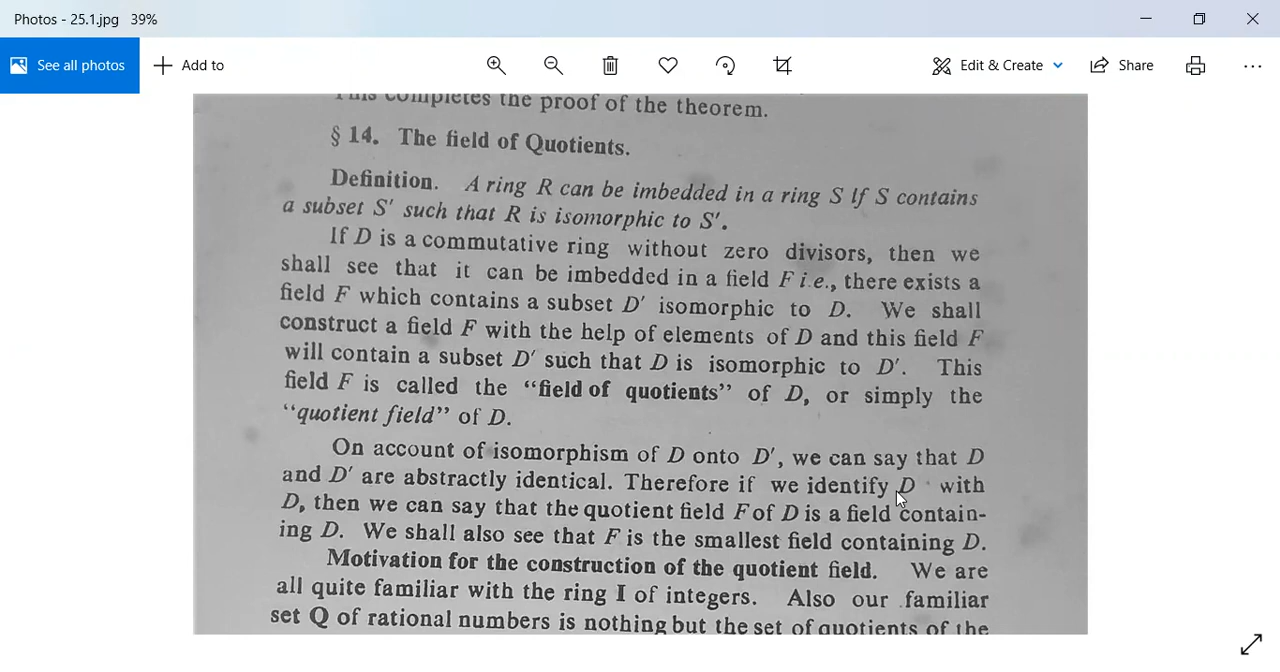 Photos - 25.1.jpg 39%
See all photos
Add to
Edit & Create
Share
This completes the proof of the theorem.
§ 14. The field of Quotients.
Definition. A ring R can be imbedded in a ring S if S contains
a subset S′ such that R is isomorphic to S′.
If D is a commutative ring without zero divisors, then we
shall see that it can be imbedded in a field F i.e., there exists a
field F which contains a subset D′ isomorphic to D. We shall
construct a field F with the help of elements of D and this field F
will contain a subset D′ such that D is isomorphic to D′. This
field F is called the “field of quotients” of D, or simply the
“quotient field” of D.
On account of isomorphism of D onto D′, we can say that D
and D′ are abstractly identical. Therefore if we identify D with
D, then we can say that the quotient field F of D is a field contain-
ing D. We shall also see that F is the smallest field containing D.
Motivation for the construction of the quotient field. We are
all quite familiar with the ring I of integers. Also our familiar
set Q of rational numbers is nothing but the set of quotients of the